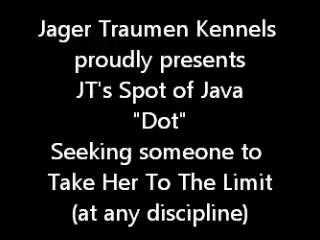 Jager Traumen Kennels
proudly presents
JT's Spot of Java
"Dot"
Seeking someone to
Take Her To The Limit
(at any discipline)